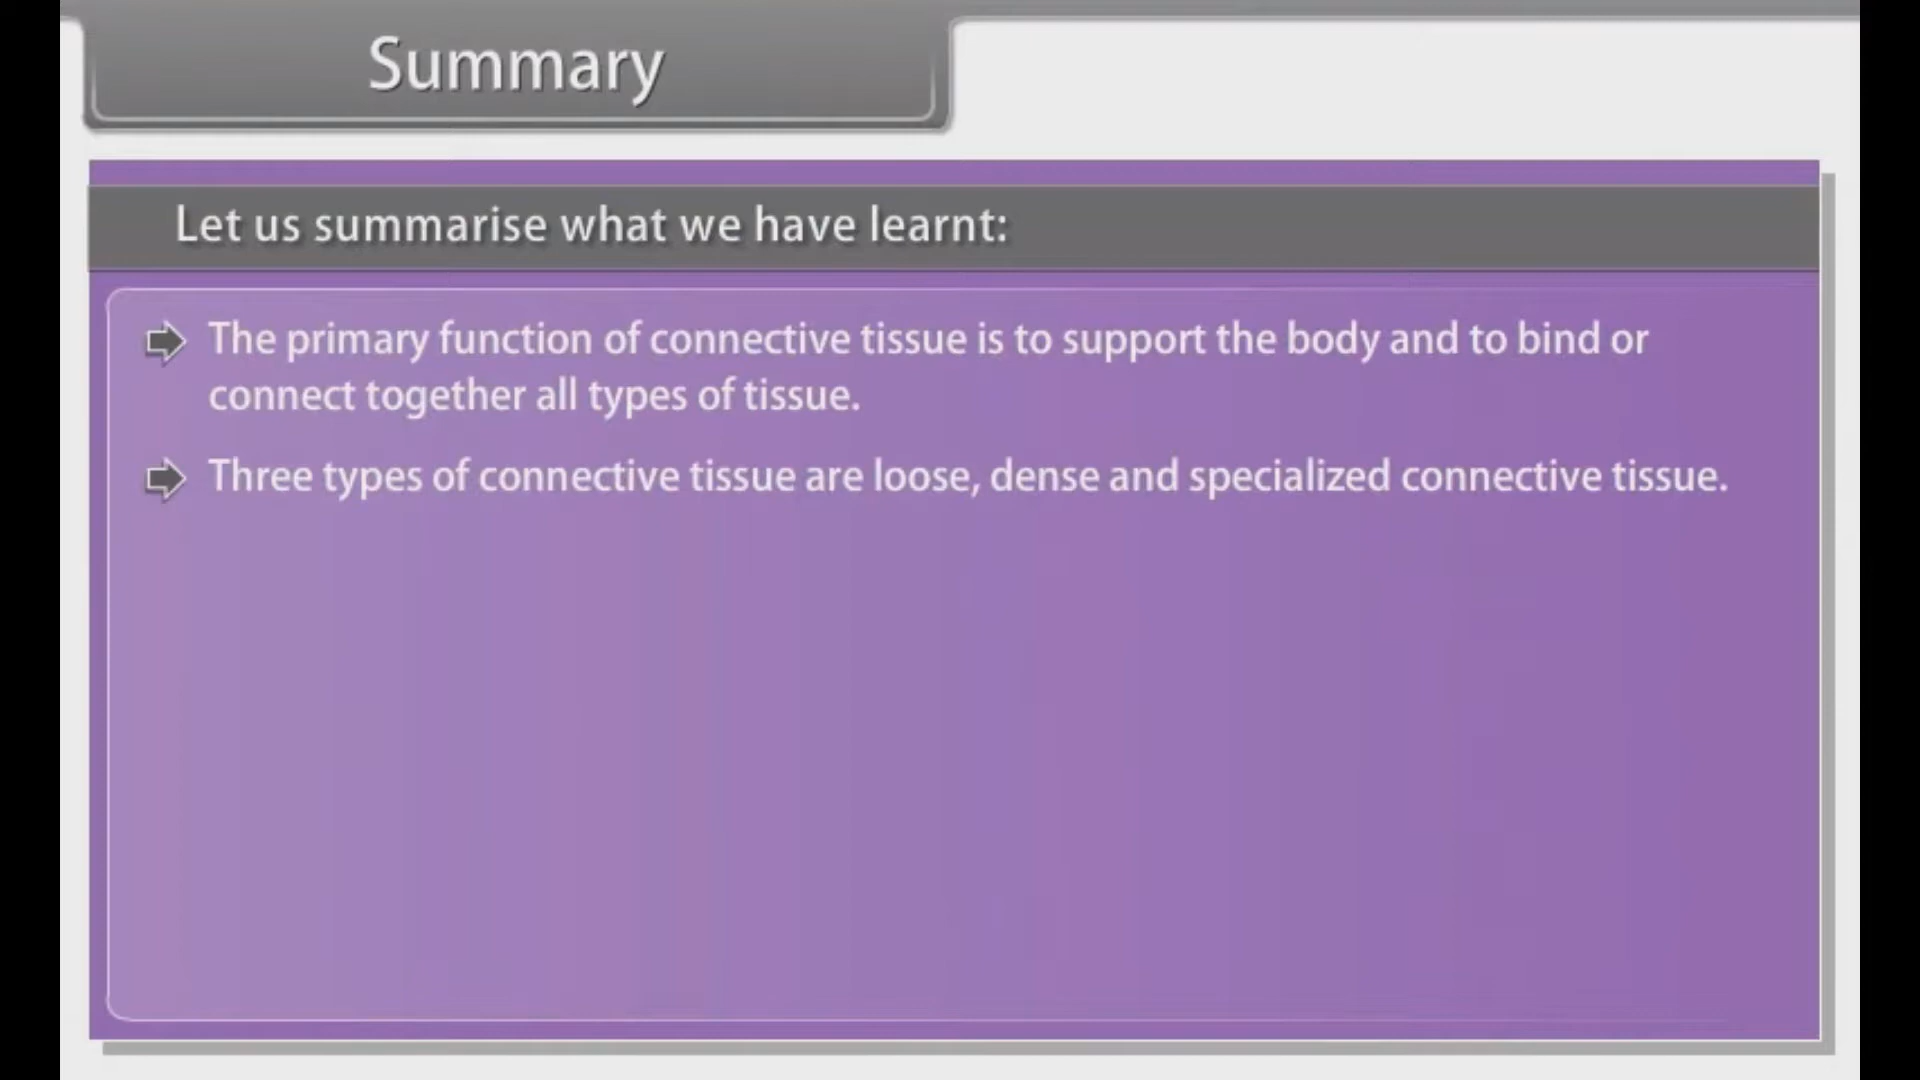 Summary
Let us summarise what we have learnt:
The primary function of connective tissue is to support the body and to bind or
connect together all types of tissue.
Three types of connective tissue are loose, dense and specialized connective tissue.